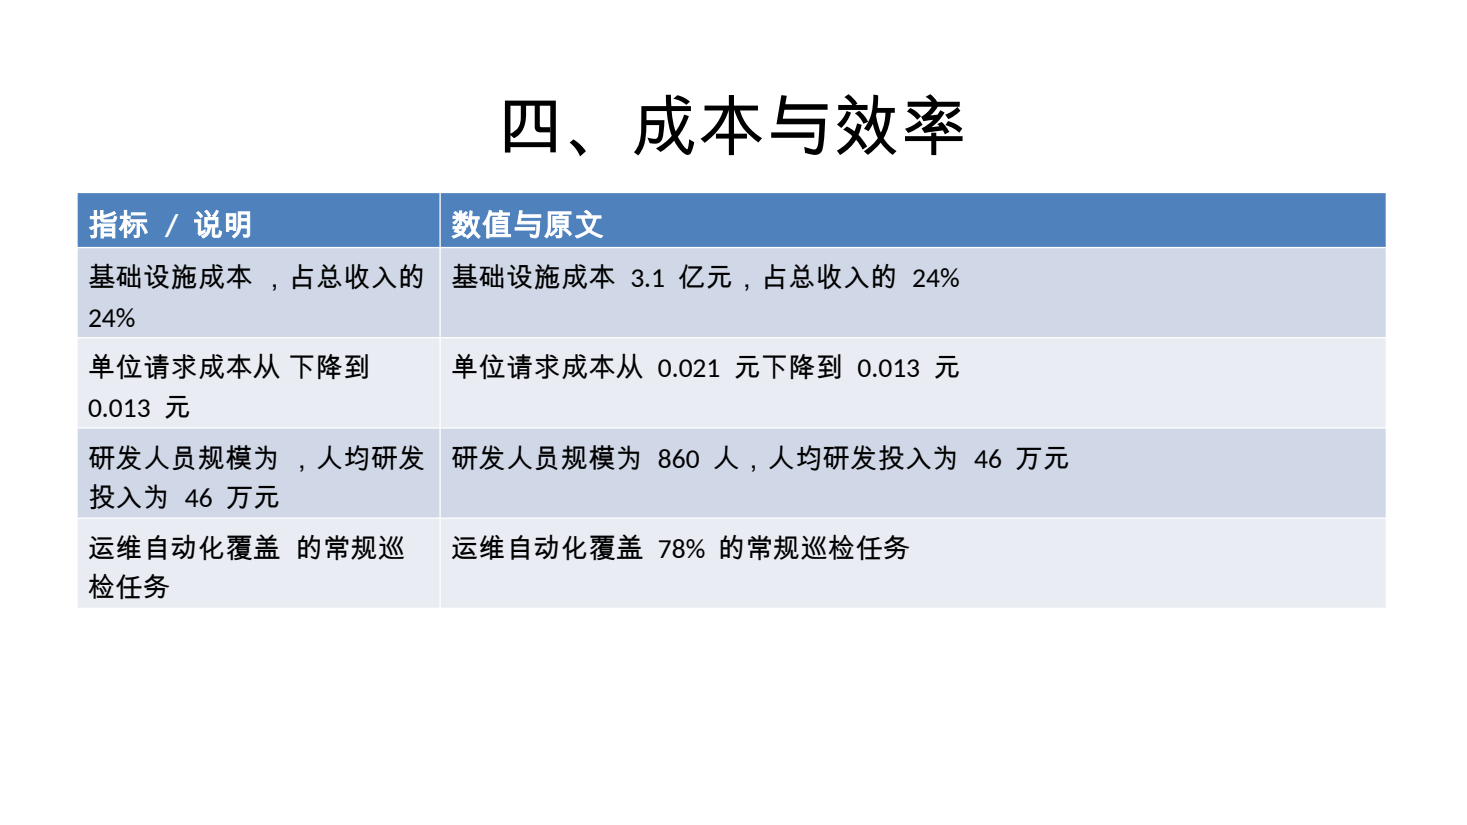 四、成本与效率
指标 / 说明
数值与原文
基础设施成本 ，占总收入的
24%
基础设施成本 3.1 亿元，占总收入的 24%
单位请求成本从 下降到
0.013 元
单位请求成本从 0.021 元下降到 0.013 元
研发人员规模为 ，人均研发
投入为 46 万元
研发人员规模为 860 人，人均研发投入为 46 万元
运维自动化覆盖 的常规巡
检任务
运维自动化覆盖 78% 的常规巡检任务